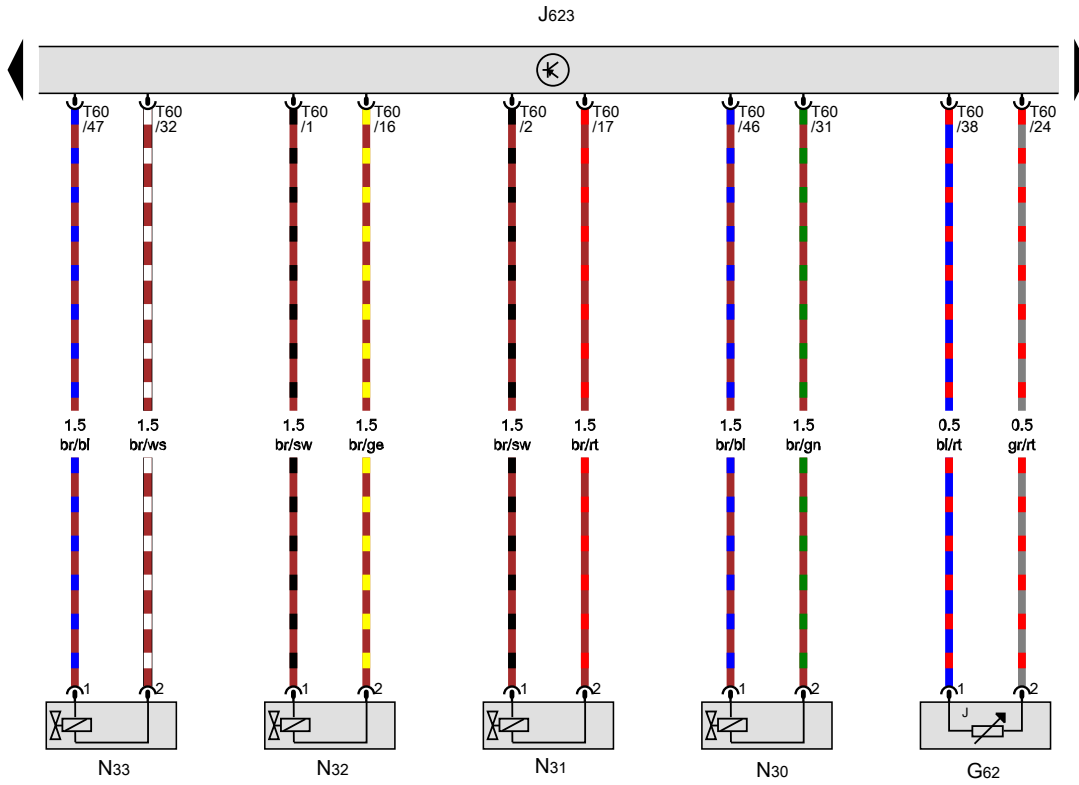 J623
T60 T60 T60 T60 T60 T60 T60 T60 T60 T60
/47 /32 /1 /16 /2 /17 /46 /31 /38 /24
1.5 1.5 1.5 1.5 1.5 1.5 1.5 1.5 0.5 0.5
br/bl br/ws br/sw br/ge br/sw br/rt br/bl br/gn bl/rt gr/rt
1 2 1 2 1 2 1 2 1 2
J
N33 N32 N31 N30 G62